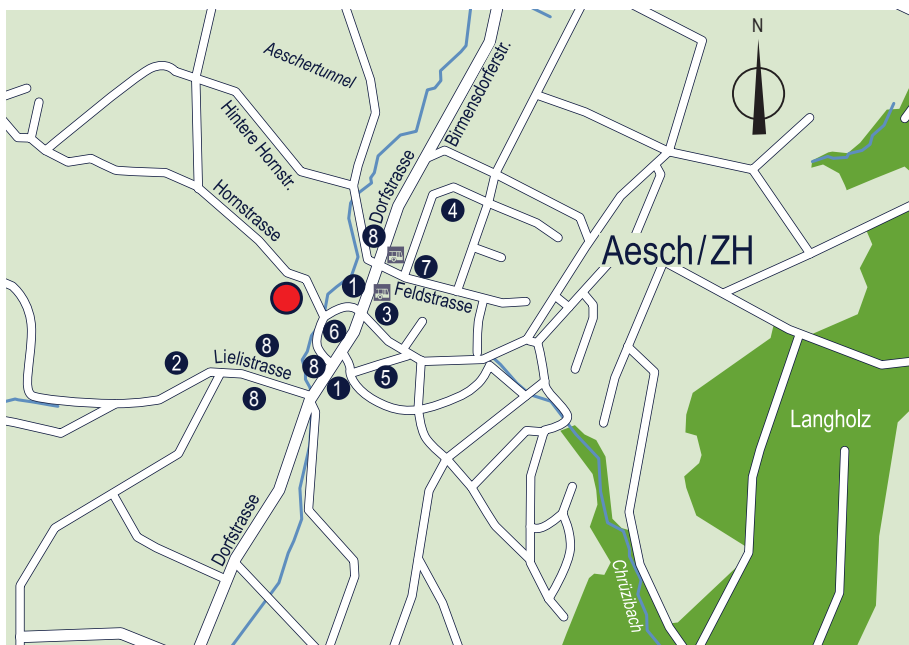 N
Aeschertunnel
Birmensdorferstr.
Hintere Hornstr.
Hornstrasse
Dorfstrasse
4
8
Aesch/ZH
7
1
Feldstrasse
3
6
8
Lielistrasse
2
8
5
1
8
Langholz
Dorfstrasse
Chrüzibach